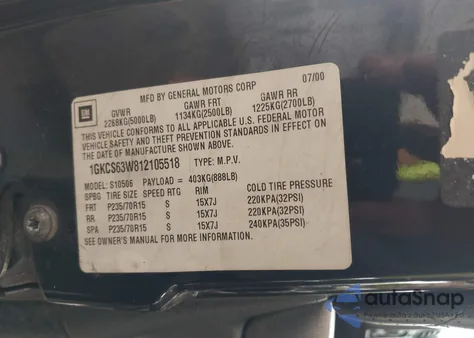 MFD BY GENERAL MOTORS CORP 07/00
GM GVWR GAWR FRT GAWR RR
2268KG(5000LB) 1134KG(2500LB) 1225KG(2700LB)
THIS VEHICLE CONFORMS TO ALL APPLICABLE U.S. FEDERAL MOTOR
VEHICLE SAFETY AND THEFT PREVENTION STANDARDS IN EFFECT ON
THE DATE OF MANUFACTURE SHOWN ABOVE.
1GKCS63W812105518 TYPE: M.P.V.
MODEL: S10506 PAYLOAD = 403KG(888LB)
SPBG TIRE SIZE SPEED RTG RIM COLD TIRE PRESSURE
FRT P235/70R15 S 15X7J 220KPA(32PSI)
RR P235/70R15 S 15X7J 220KPA(32PSI)
SPA P235/70R15 S 15X7J 240KPA(35PSI)
SEE OWNER'S MANUAL FOR MORE INFORMATION.
autoSnap